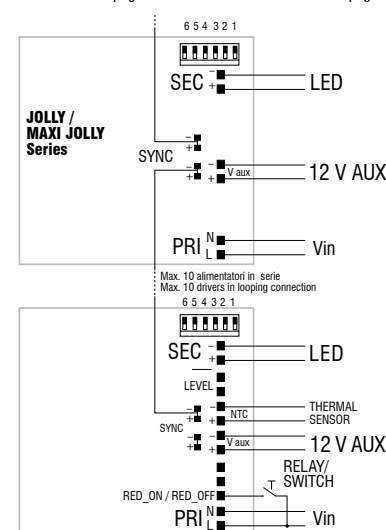 6 5 4 3 2 1
SEC - + LED
JOLLY /
MAXI JOLLY
Series
SYNC - +
- + - + V aux 12 V AUX
PRI N L Vin
Max. 10 alimentatori in serie
Max. 10 drivers in looping connection
6 5 4 3 2 1
SEC - + LED
LEVEL
SYNC - + - + NTC THERMAL
SENSOR
- + - + V aux 12 V AUX
RELAY/
SWITCH
T
RED_ON / RED_OFF
PRI N L Vin